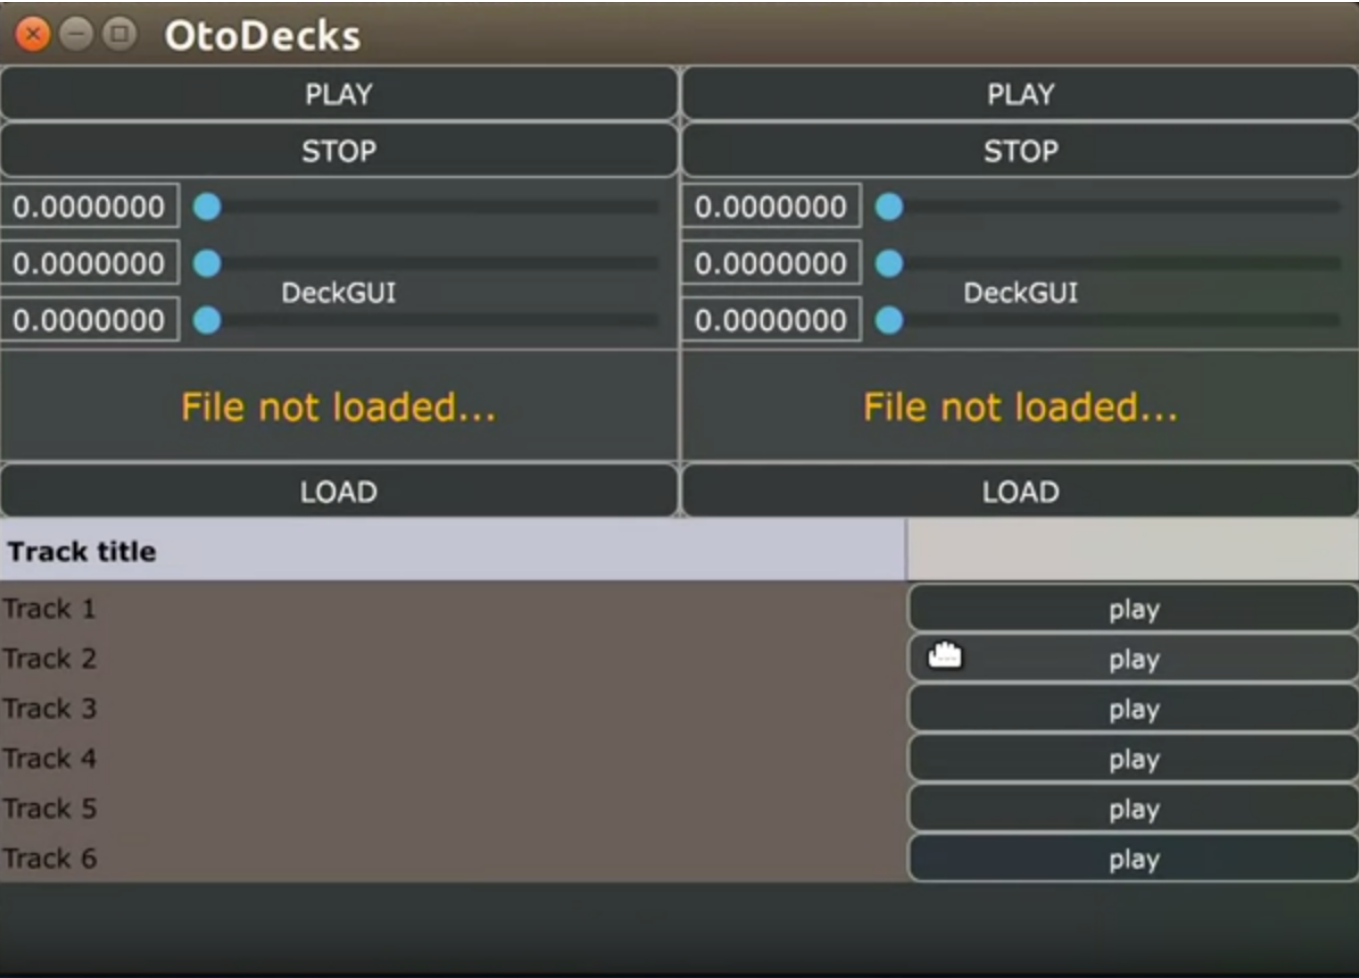 OtoDecks
PLAY
STOP
0.0000000
0.0000000
DeckGUI
0.0000000
File not loaded...
LOAD
PLAY
STOP
0.0000000
0.0000000
DeckGUI
0.0000000
File not loaded...
LOAD
Track title
Track 1 play
Track 2 play
Track 3 play
Track 4 play
Track 5 play
Track 6 play